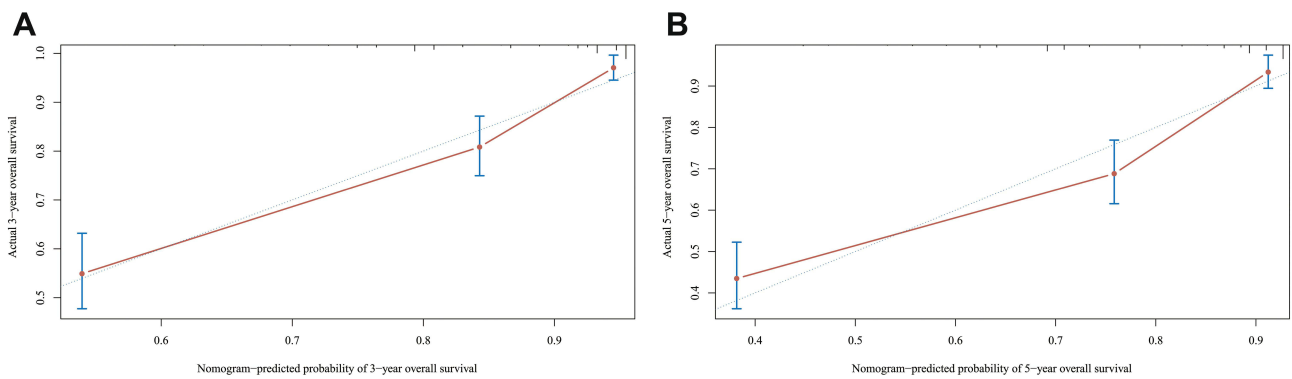 A
1.0
0.9
0.8
0.7
0.6
0.5
Actual 3−year overall survival
0.6 0.7 0.8 0.9
Nomogram−predicted probability of 3−year overall survival
B
0.9
0.8
0.7
0.6
0.5
0.4
Actual 5−year overall survival
0.4 0.5 0.6 0.7 0.8 0.9
Nomogram−predicted probability of 5−year overall survival